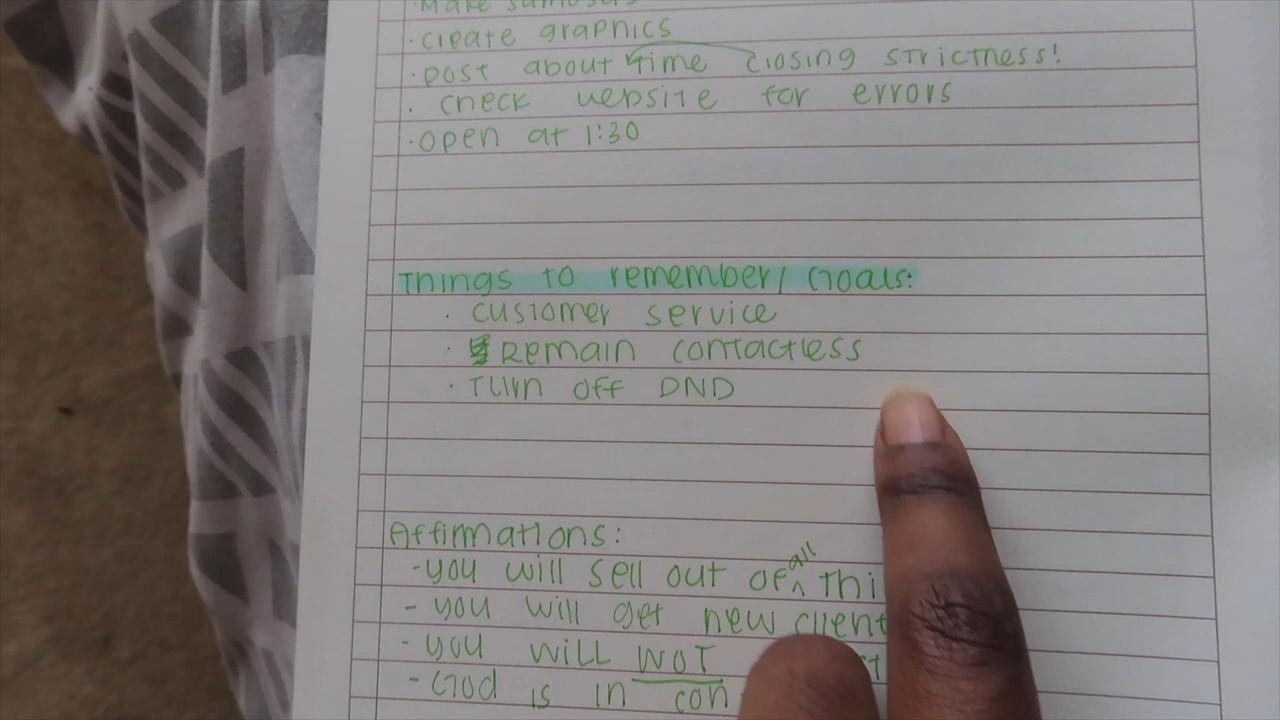 · Make samosas
· create graphics
· post about time closing strictness!
· check website for errors
· open at 1:30
Things to remember/Goals:
· customer service
· Remain contactless
· Turn off DND
Affirmations:
- you will sell out of all
- you will get new
- you will NOT
- God is in